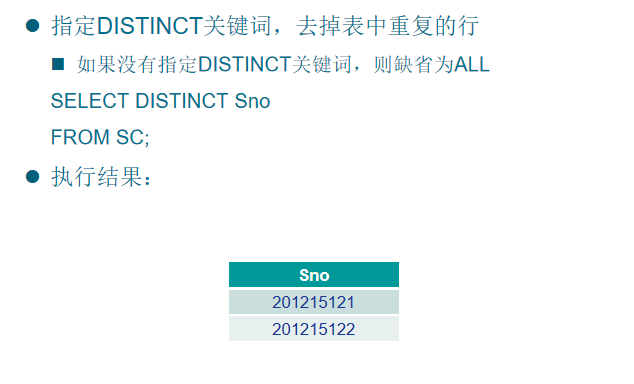 指定DISTINCT关键词，去掉表中重复的行
如果没有指定DISTINCT关键词，则缺省为ALL
SELECT DISTINCT Sno
FROM SC;
执行结果：
Sno
201215121
201215122